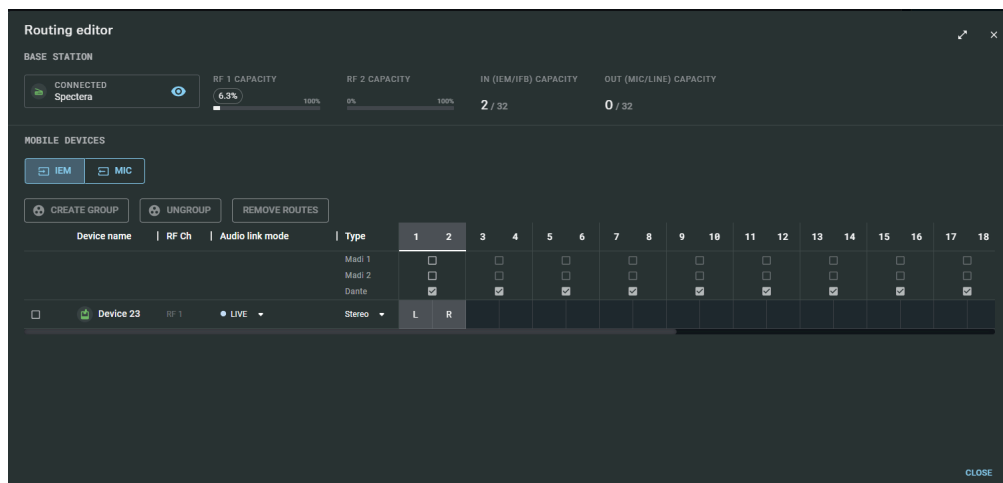 Routing editor
BASE STATION
CONNECTED
Spectera
RF 1 CAPACITY
6.3%
100%
RF 2 CAPACITY
0%
100%
IN (IEM/IFB) CAPACITY
2 / 32
OUT (MIC/LINE) CAPACITY
0 / 32
MOBILE DEVICES
IEM MIC
CREATE GROUP UNGROUP REMOVE ROUTES
Device name RF Ch Audio link mode Type 1 2 3 4 5 6 7 8 9 10 11 12 13 14 15 16 17 18
Madi 1
Madi 2
Dante
Device 23 RF 1 LIVE Stereo L R
CLOSE